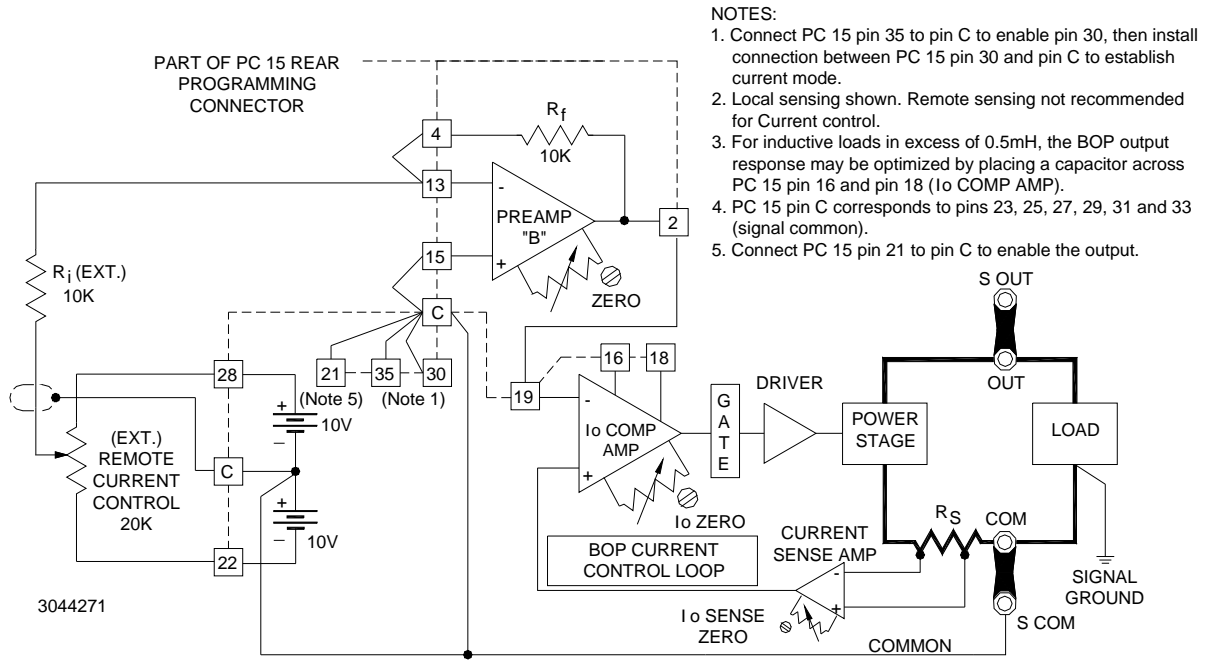 NOTES:
1. Connect PC 15 pin 35 to pin C to enable pin 30, then install
connection between PC 15 pin 30 and pin C to establish
current mode.
2. Local sensing shown. Remote sensing not recommended
for Current control.
3. For inductive loads in excess of 0.5mH, the BOP output
response may be optimized by placing a capacitor across
PC 15 pin 16 and pin 18 (Io COMP AMP).
4. PC 15 pin C corresponds to pins 23, 25, 27, 29, 31 and 33
(signal common).
5. Connect PC 15 pin 21 to pin C to enable the output.
PART OF PC 15 REAR
PROGRAMMING
CONNECTOR
4
Rf
10K
13
-
PREAMP
"B"
+
2
15
ZERO
C
Ri (EXT.)
10K
21
35
30
(Note 5)
(Note 1)
28
+
10V
–
(EXT.)
REMOTE
CURRENT
CONTROL
20K
C
+
10V
–
22
19
16
18
-
Io COMP
AMP
+
Io ZERO
GATE
DRIVER
POWER
STAGE
S OUT
OUT
LOAD
RS
COM
CURRENT
SENSE AMP
-
+
BOP CURRENT
CONTROL LOOP
Io SENSE
ZERO
SIGNAL
GROUND
S COM
COMMON
3044271